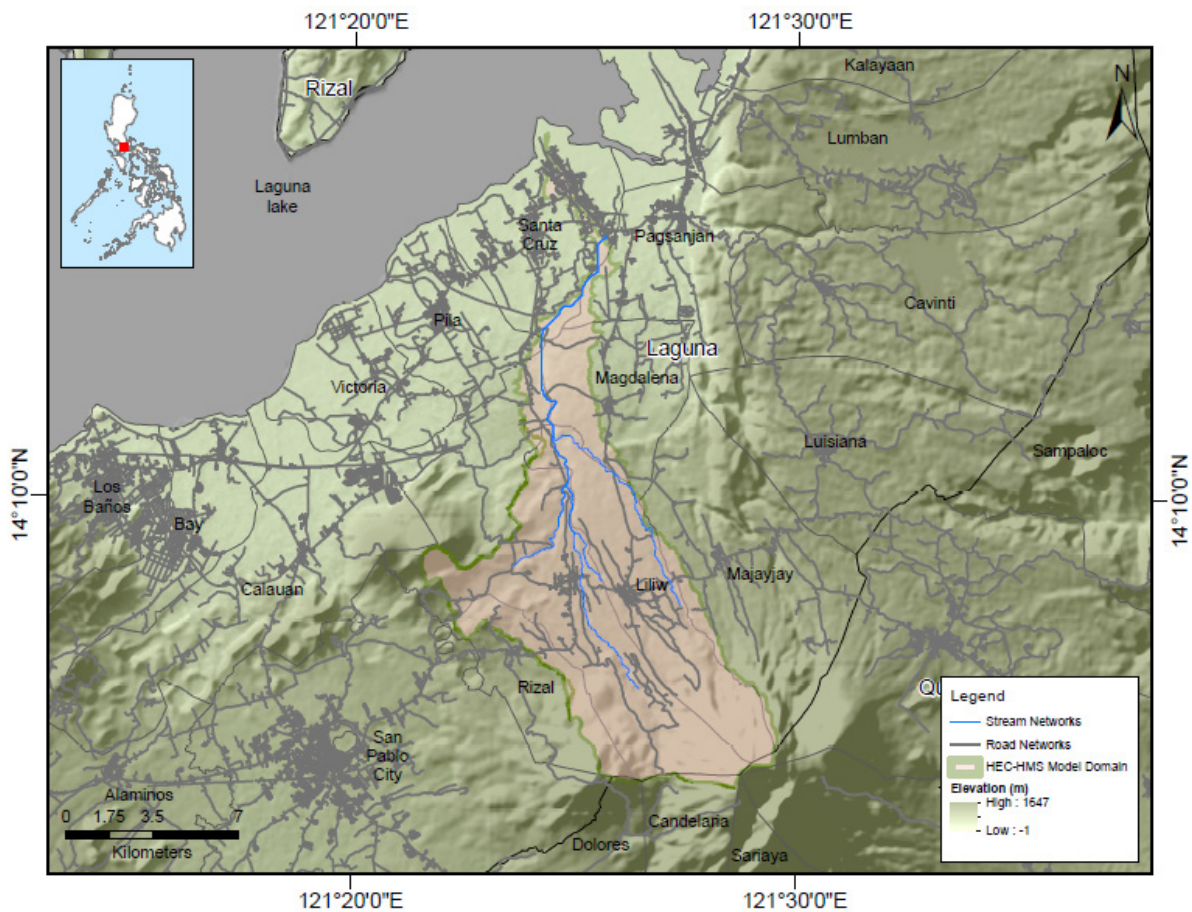 121°20'0"E
121°30'0"E
Rizal
Kalayaan
N
Lumban
Laguna
lake
Santa
Cruz
Pagsanjan
Cavinti
Pila
Laguna
Victoria
Magdalena
Luisiana
Sampaloc
14°10'0"N
14°10'0"N
Los
Baños
Bay
Calauan
Liliw
Majayjay
Rizal
Qu
San
Pablo
City
Alaminos
0 1.75 3.5 7
Kilometers
Candelaria
Dolores
Sariaya
Legend
Stream Networks
Road Networks
HEC-HMS Model Domain
Elevation (m)
High : 1647
Low : -1
121°20'0"E
121°30'0"E